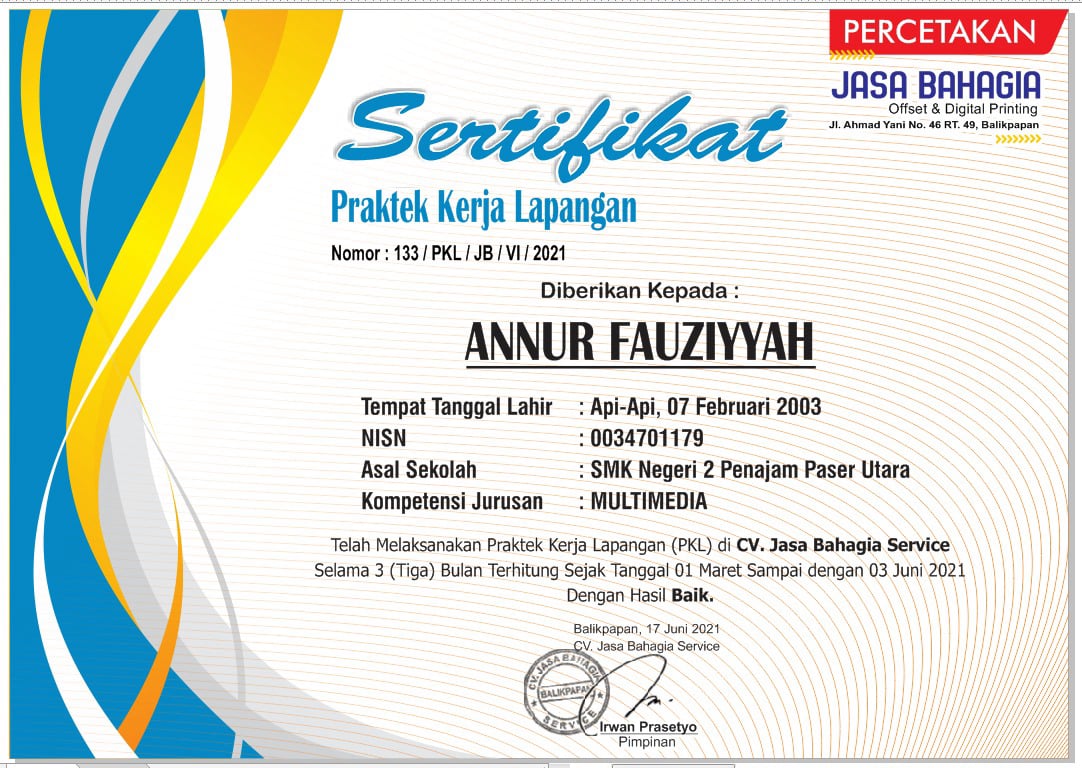 PERCETAKAN
JASA BAHAGIA
Offset & Digital Printing
Jl. Ahmad Yani No. 46 RT. 49, Balikpapan
Sertifikat
Praktek Kerja Lapangan
Nomor : 133 / PKL / JB / VI / 2021
Diberikan Kepada :
ANNUR FAUZIYYAH
Tempat Tanggal Lahir : Api-Api, 07 Februari 2003
NISN : 0034701179
Asal Sekolah : SMK Negeri 2 Penajam Paser Utara
Kompetensi Jurusan : MULTIMEDIA
Telah Melaksanakan Praktek Kerja Lapangan (PKL) di CV. Jasa Bahagia Service
Selama 3 (Tiga) Bulan Terhitung Sejak Tanggal 01 Maret Sampai dengan 03 Juni 2021
Dengan Hasil Baik.
Balikpapan, 17 Juni 2021
CV. Jasa Bahagia Service
CV. JASA BAHAGIA
BALIKPAPAN
SERVICE
Irwan Prasetyo
Pimpinan